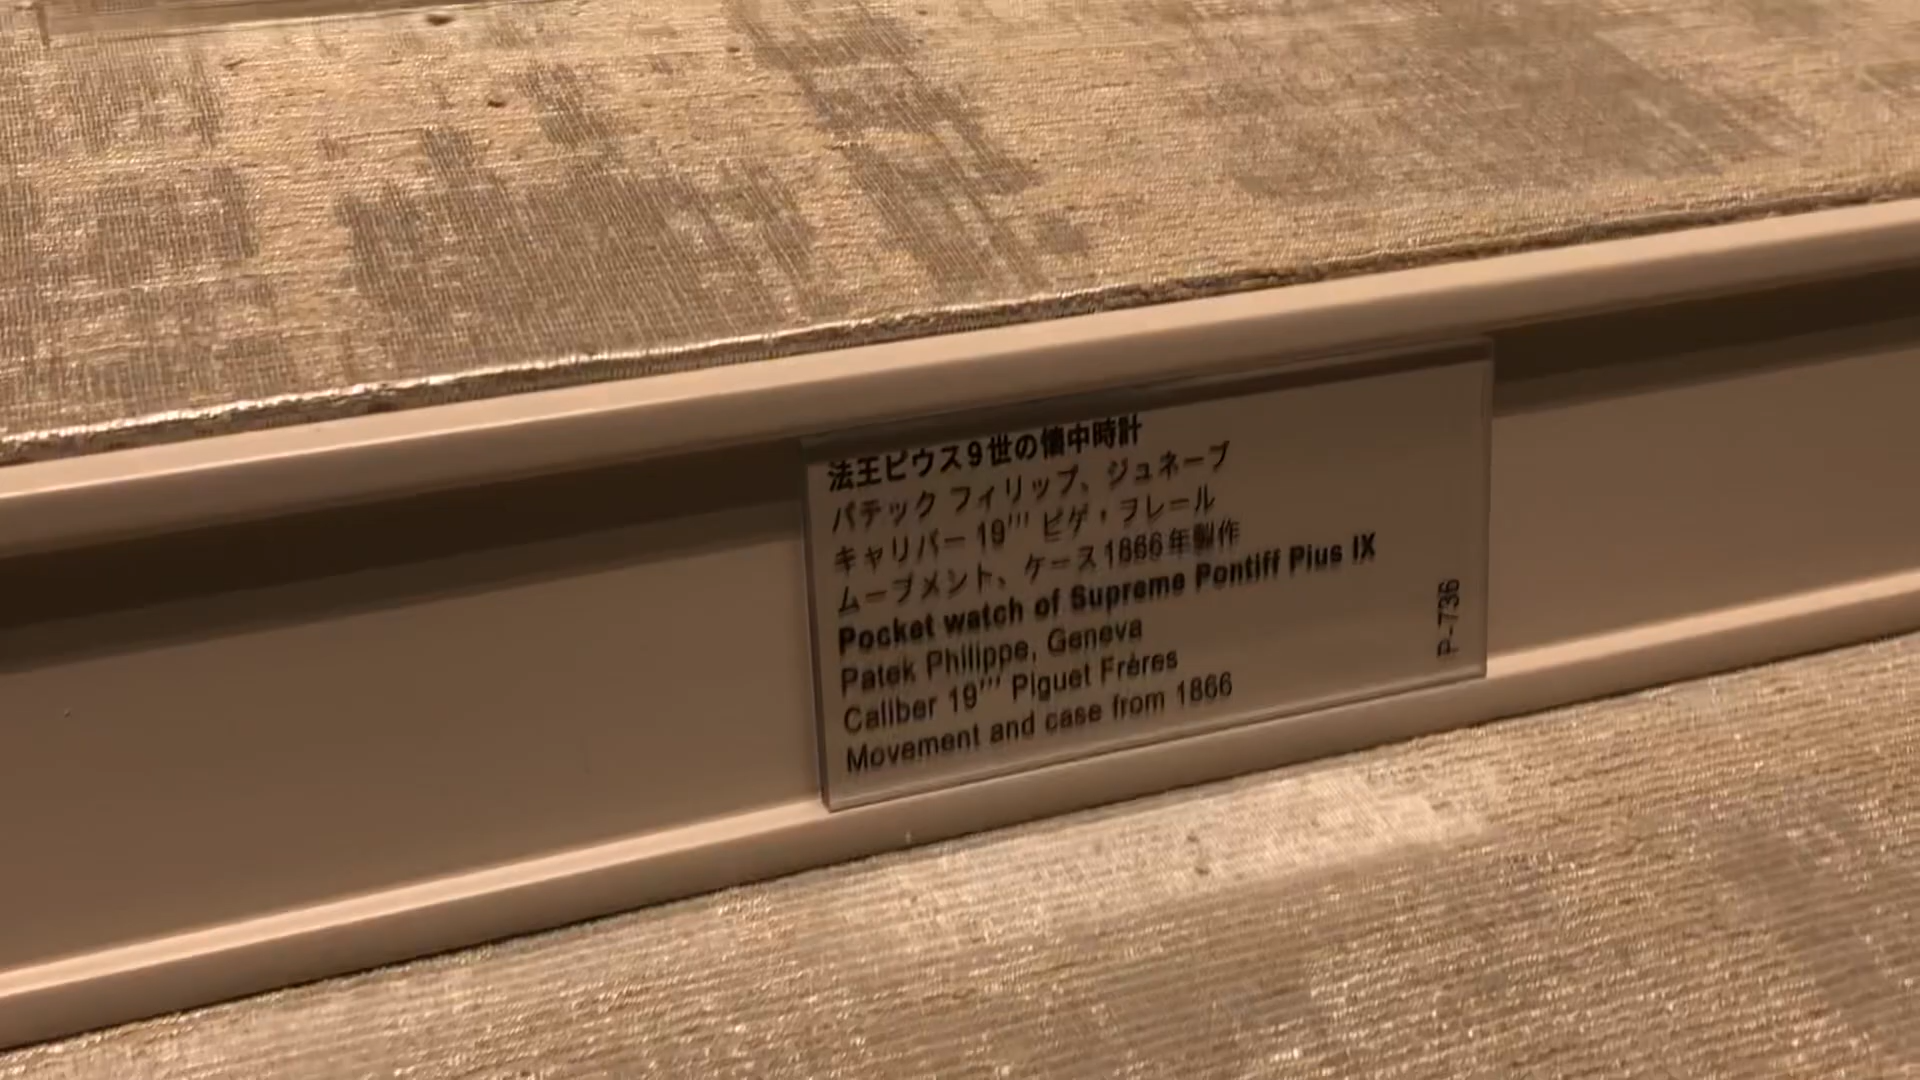 法王ピウス9世の懐中時計
パテック フィリップ、ジュネーブ
キャリバー 19''' ピゲ・フレール
ムーブメント、ケース1866年製作
Pocket watch of Supreme Pontiff Pius IX
Patek Philippe, Geneva
Caliber 19''' Piguet Frères
Movement and case from 1866
P-736